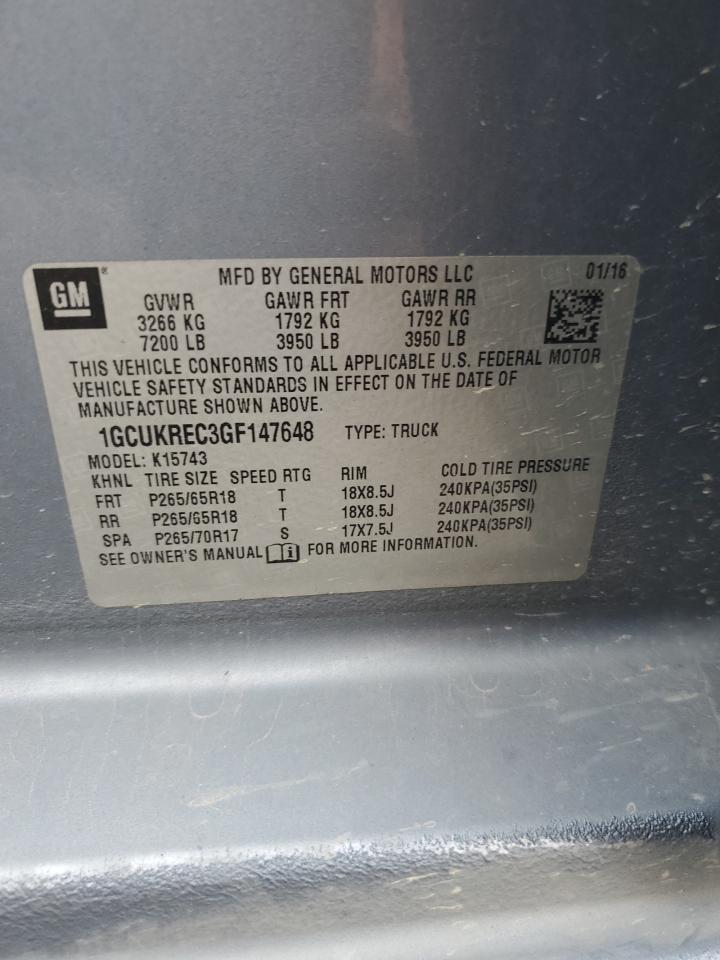 GM
®
MFD BY GENERAL MOTORS LLC 01/16
GVWR GAWR FRT GAWR RR
3266 KG 1792 KG 1792 KG
7200 LB 3950 LB 3950 LB
THIS VEHICLE CONFORMS TO ALL APPLICABLE U.S. FEDERAL MOTOR
VEHICLE SAFETY STANDARDS IN EFFECT ON THE DATE OF
MANUFACTURE SHOWN ABOVE.
1GCUKREC3GF147648 TYPE: TRUCK
MODEL: K15743
KHNL TIRE SIZE SPEED RTG RIM COLD TIRE PRESSURE
FRT P265/65R18 T 18X8.5J 240KPA(35PSI)
RR P265/65R18 T 18X8.5J 240KPA(35PSI)
SPA P265/70R17 S 17X7.5J 240KPA(35PSI)
SEE OWNER'S MANUAL i FOR MORE INFORMATION.